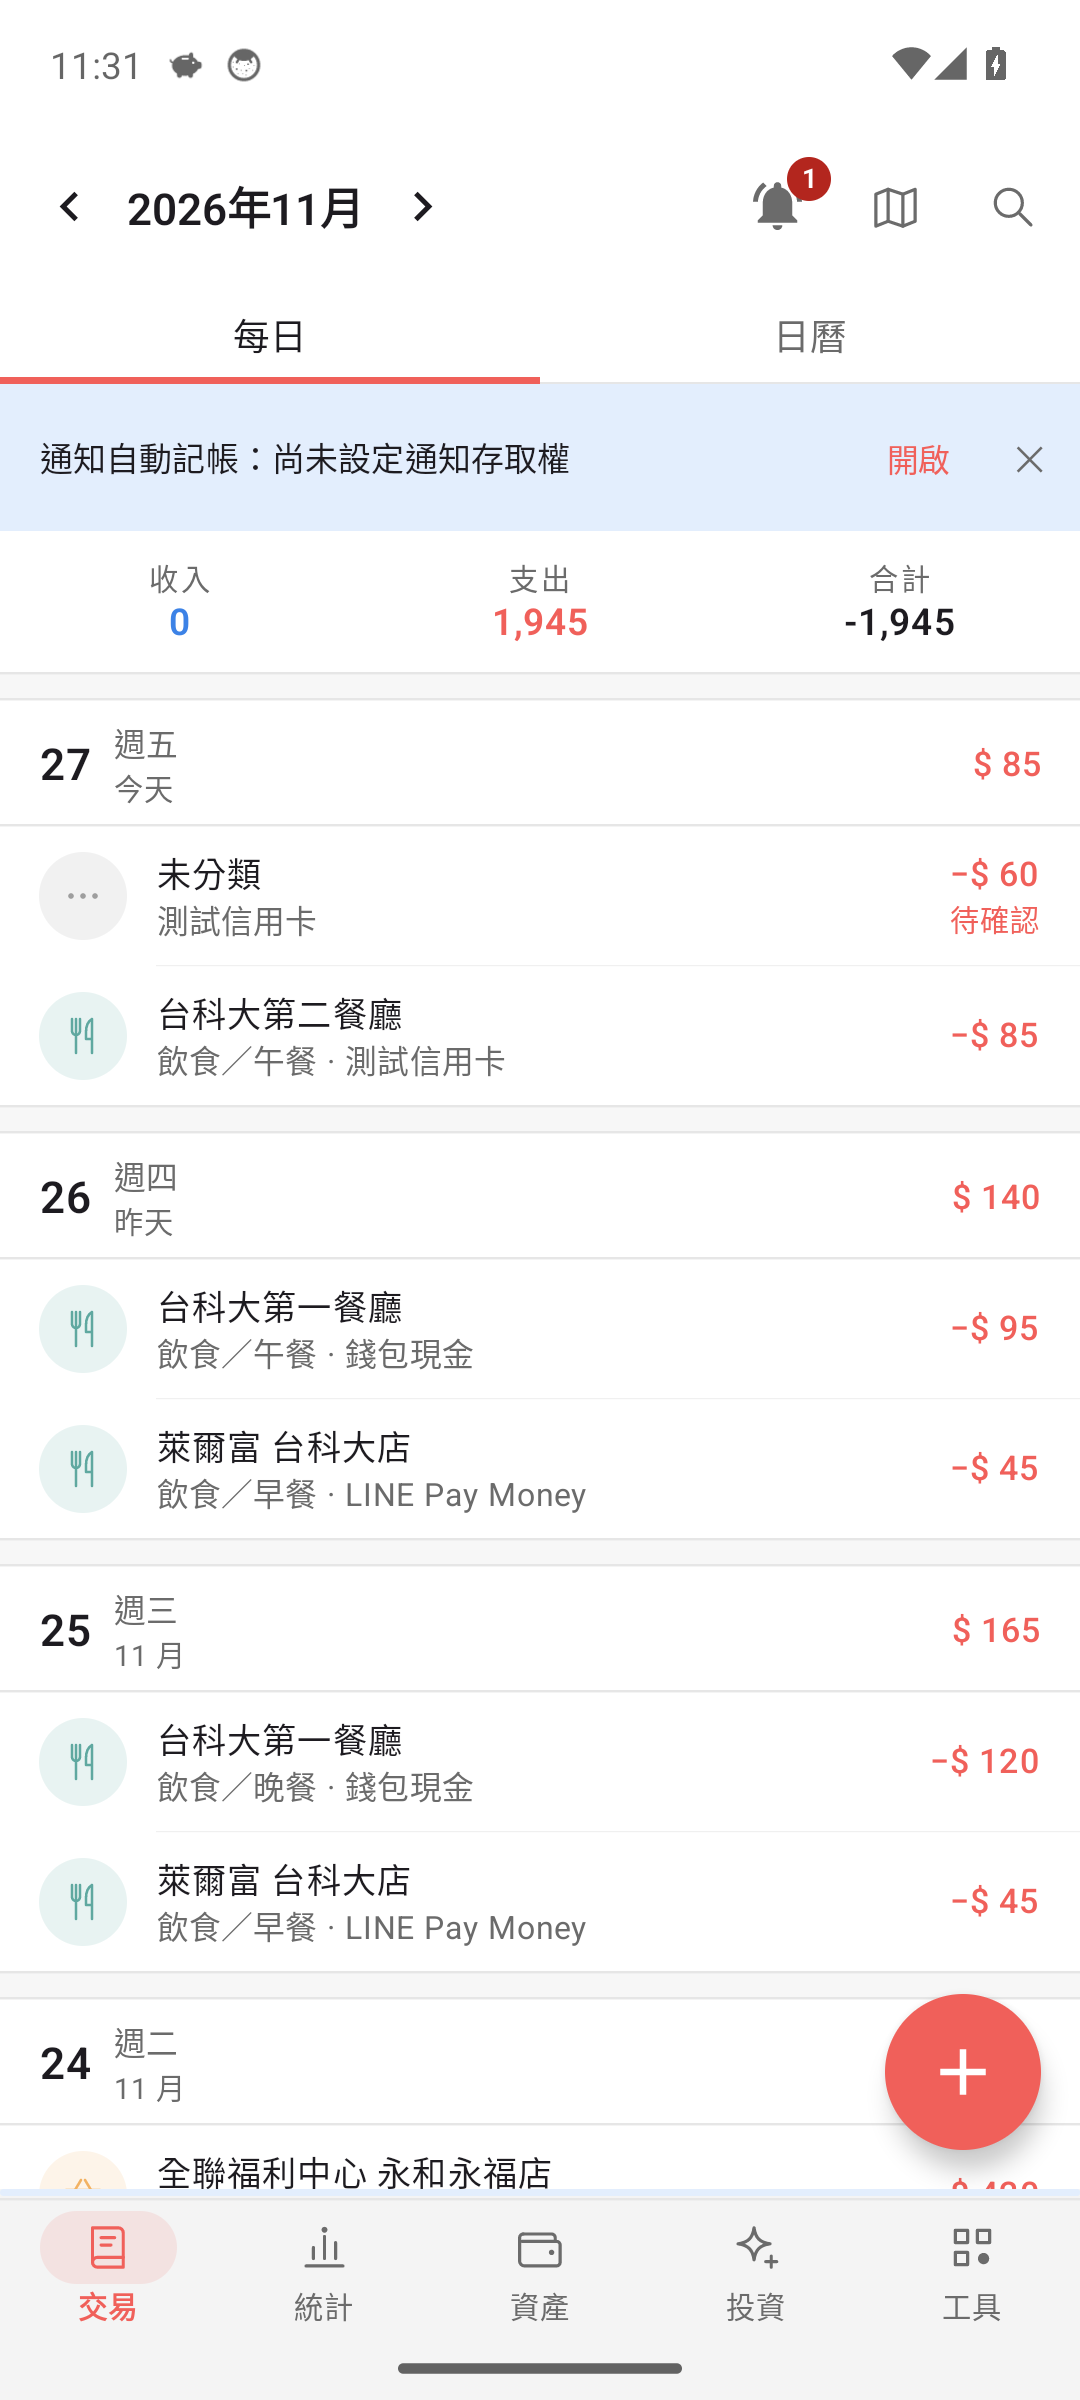 11:31
2026年11月
1
每日
日曆
通知自動記帳：尚未設定通知存取權
開啟
收入
支出
合計
0
1,945
-1,945
27
週五
今天
$ 85
未分類
測試信用卡
−$ 60
待確認
台科大第二餐廳
飲食／午餐 · 測試信用卡
−$ 85
26
週四
昨天
$ 140
台科大第一餐廳
飲食／午餐 · 錢包現金
−$ 95
萊爾富 台科大店
飲食／早餐 · LINE Pay Money
−$ 45
25
週三
11 月
$ 165
台科大第一餐廳
飲食／晚餐 · 錢包現金
−$ 120
萊爾富 台科大店
飲食／早餐 · LINE Pay Money
−$ 45
24
週二
11 月
全聯福利中心 永和永福店
交易
統計
資產
投資
工具